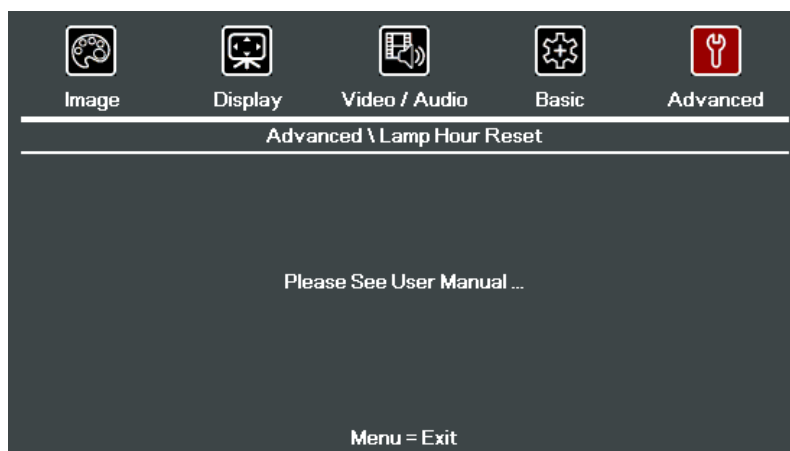 Image Display Video / Audio Basic Advanced
Advanced \ Lamp Hour Reset
Please See User Manual ...
Menu = Exit